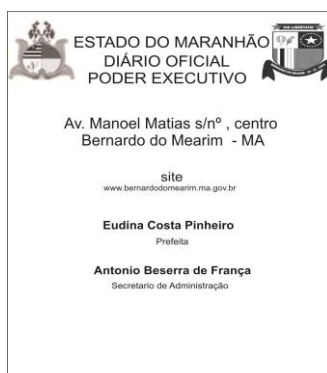 ESTADO DO MARANHÃO
DIÁRIO OFICIAL
PODER EXECUTIVO
Av. Manoel Matias s/nº , centro
Bernardo do Mearim - MA
site
www.bernardodomearim.ma.gov.br
Eudina Costa Pinheiro
Prefeita
Antonio Beserra de França
Secretario de Administração